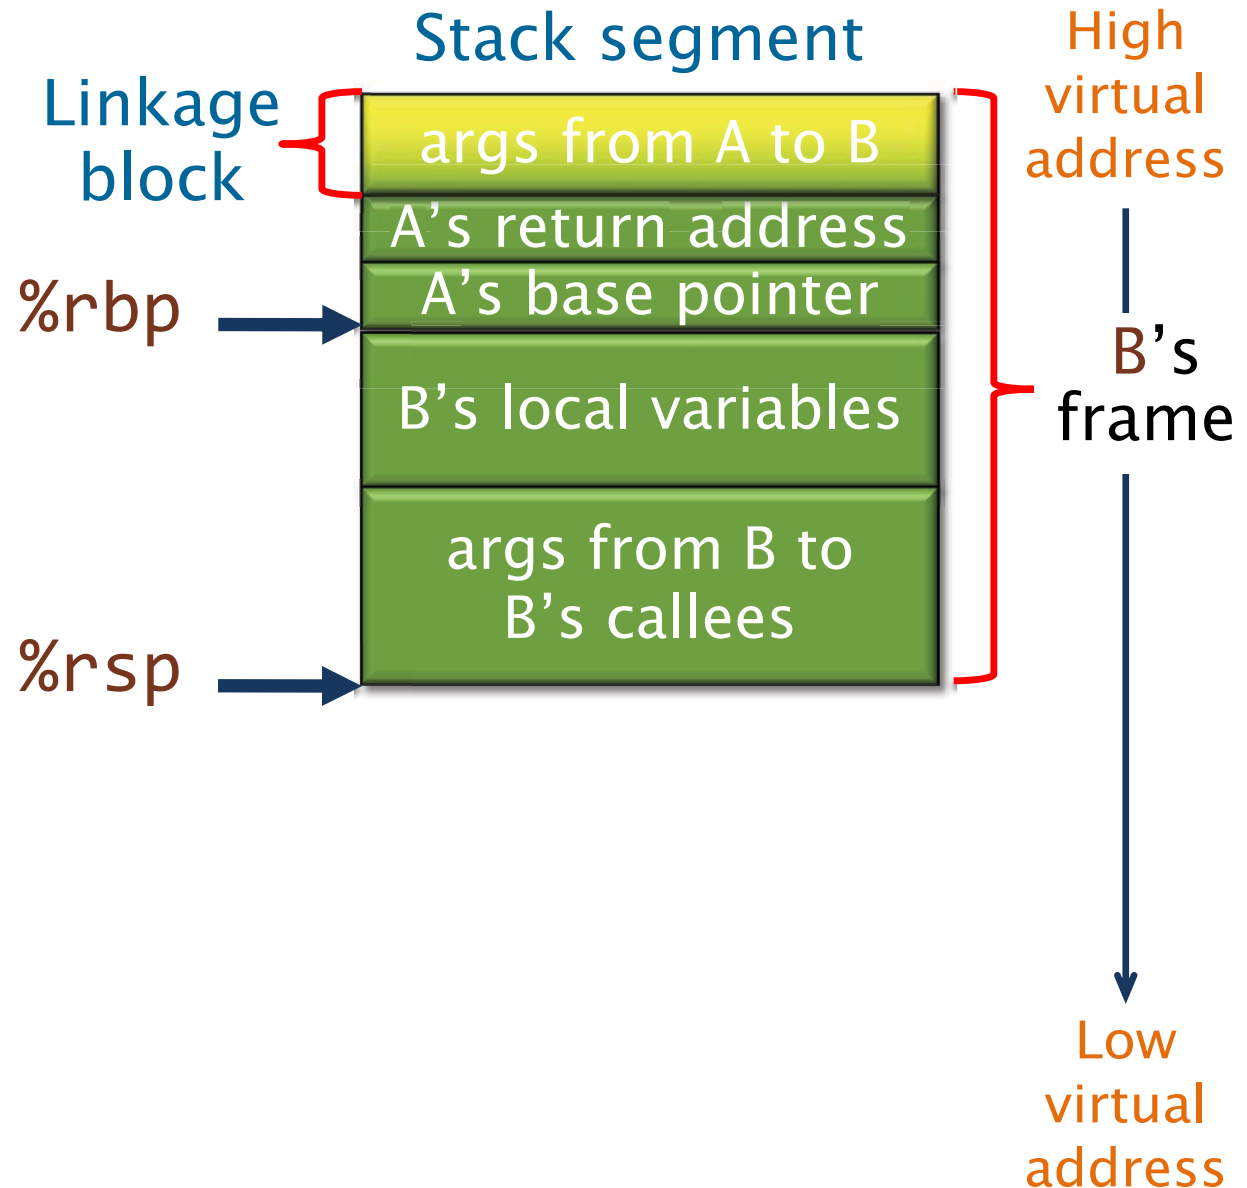 Stack segment
High
virtual
address
Linkage
block
args from A to B
A’s return address
A’s base pointer
%rbp
B’s
frame
B’s local variables
args from B to
B’s callees
%rsp
Low
virtual
address